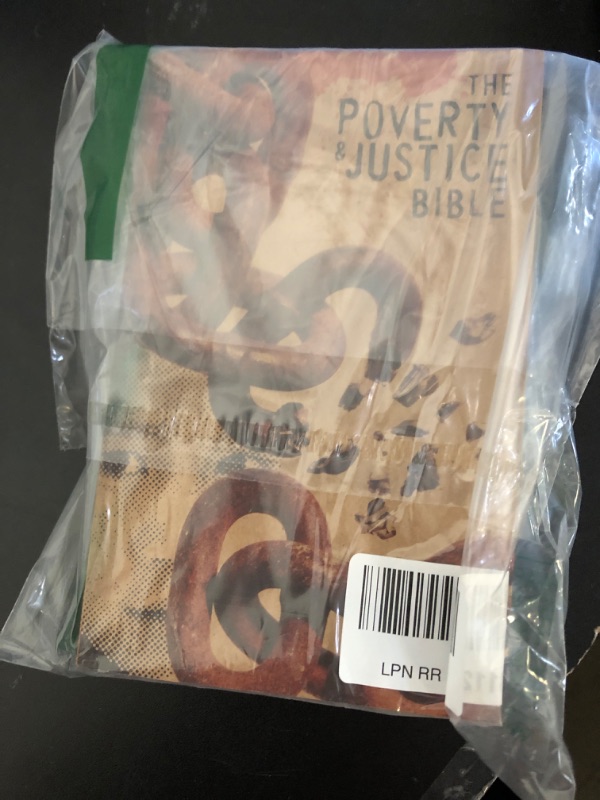 THE
POVERTY
& JUSTICE
BIBLE
LPN RR